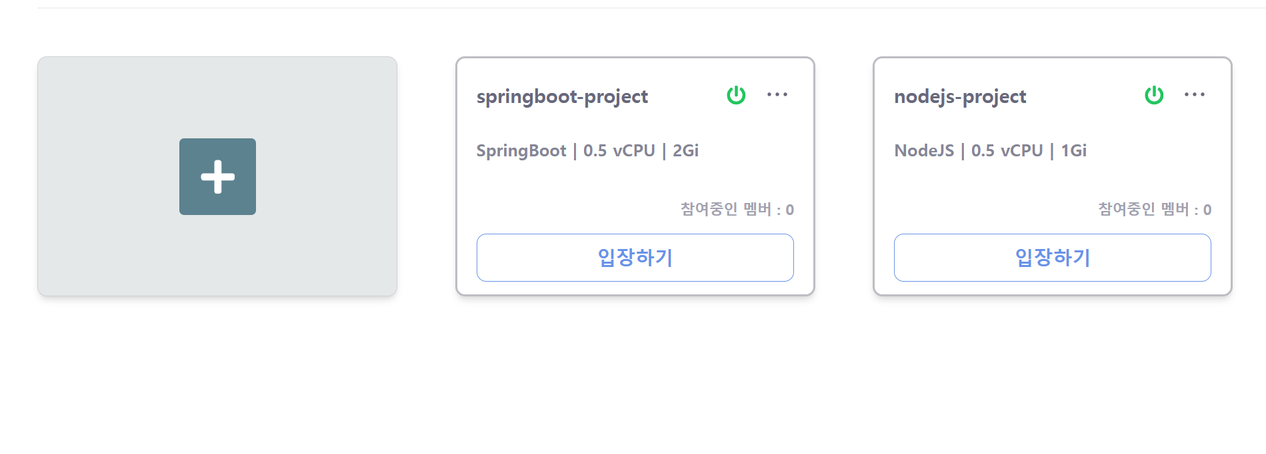 springboot-project
SpringBoot | 0.5 vCPU | 2Gi
참여중인 멤버 : 0
입장하기
nodejs-project
NodeJS | 0.5 vCPU | 1Gi
참여중인 멤버 : 0
입장하기